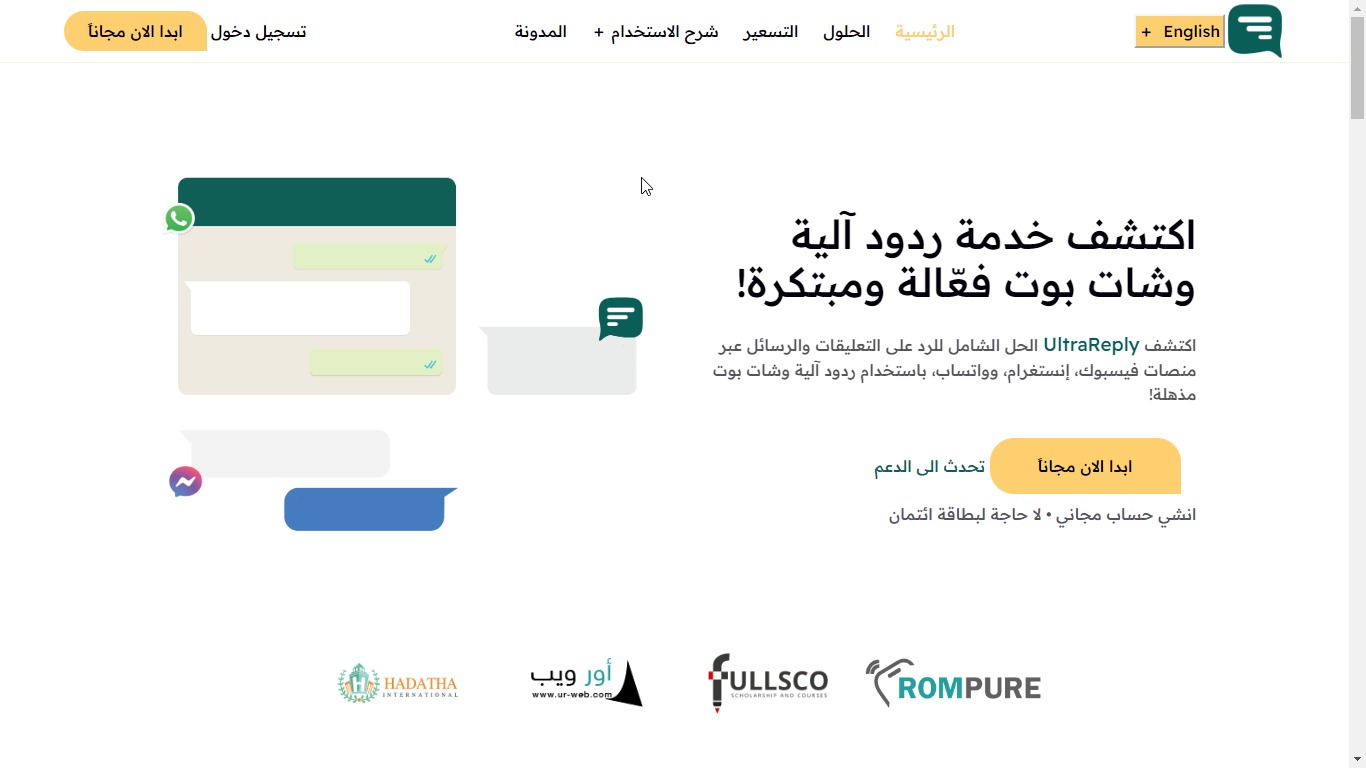 English +
الرئيسية
الحلول
التسعير
شرح الاستخدام +
المدونة
تسجيل دخول
ابدا الان مجاناً
اكتشف خدمة ردود آلية
وشات بوت فعّالة ومبتكرة!
اكتشف UltraReply الحل الشامل للرد على التعليقات والرسائل عبر
منصات فيسبوك، إنستغرام، وواتساب، باستخدام ردود آلية وشات بوت
مذهلة!
ابدا الان مجاناً
تحدث الى الدعم
انشي حساب مجاني • لا حاجة لبطاقة ائتمان
ROMPURE
FULLSCO
SCHOLARSHIP AND COURSES
أور ويب
www.ur-web.com
HADATHA
INTERNATIONAL